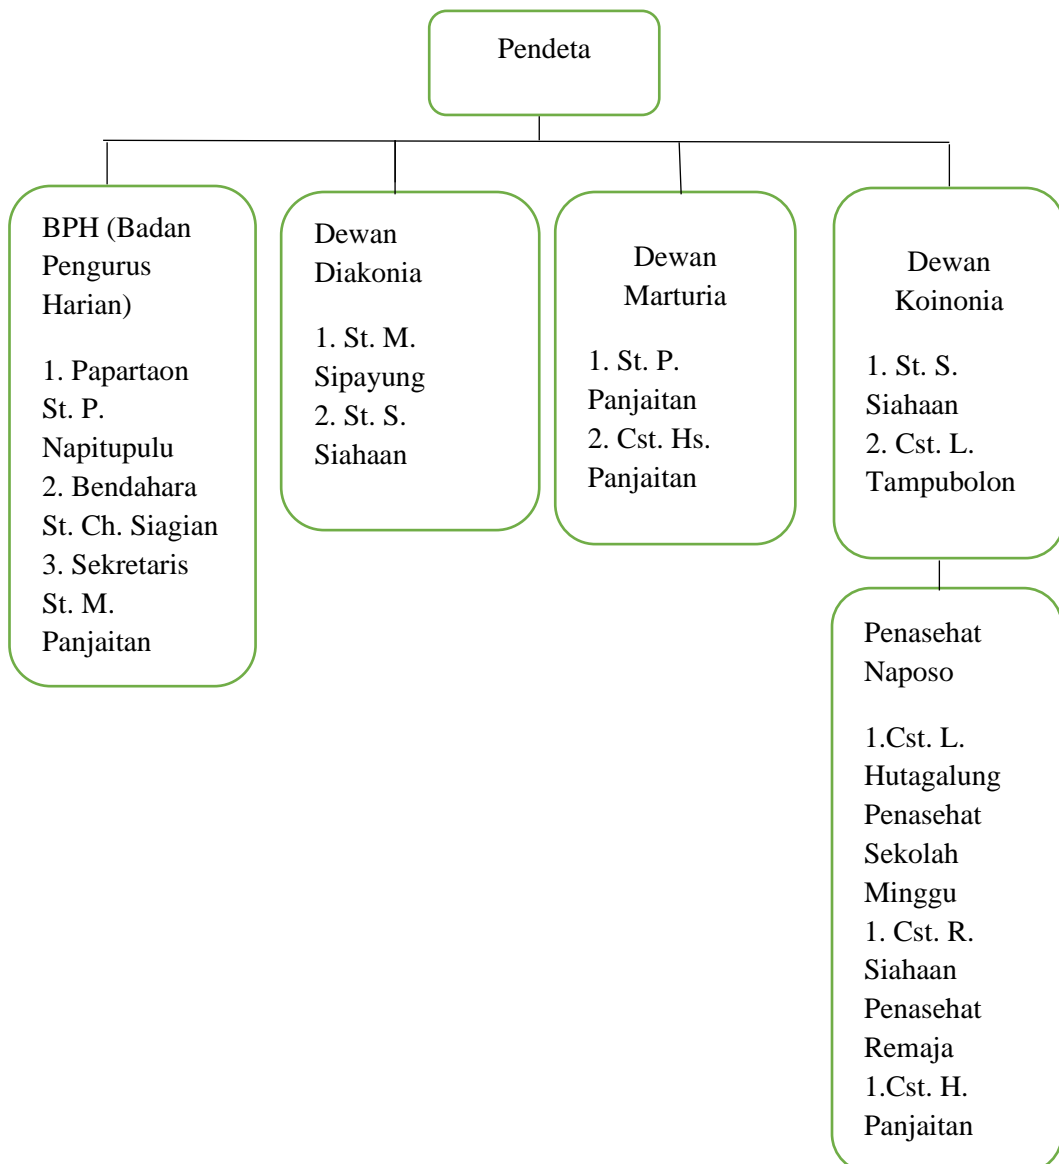 Pendeta
BPH (Badan
Pengurus
Harian)
1. Papartaon
St. P.
Napitupulu
2. Bendahara
St. Ch. Siagian
3. Sekretaris
St. M.
Panjaitan
Dewan
Diakonia
1. St. M.
Sipayung
2. St. S.
Siahaan
Dewan
Marturia
1. St. P.
Panjaitan
2. Cst. Hs.
Panjaitan
Dewan
Koinonia
1. St. S.
Siahaan
2. Cst. L.
Tampubolon
Penasehat
Naposo
1.Cst. L.
Hutagalung
Penasehat
Sekolah
Minggu
1. Cst. R.
Siahaan
Penasehat
Remaja
1.Cst. H.
Panjaitan